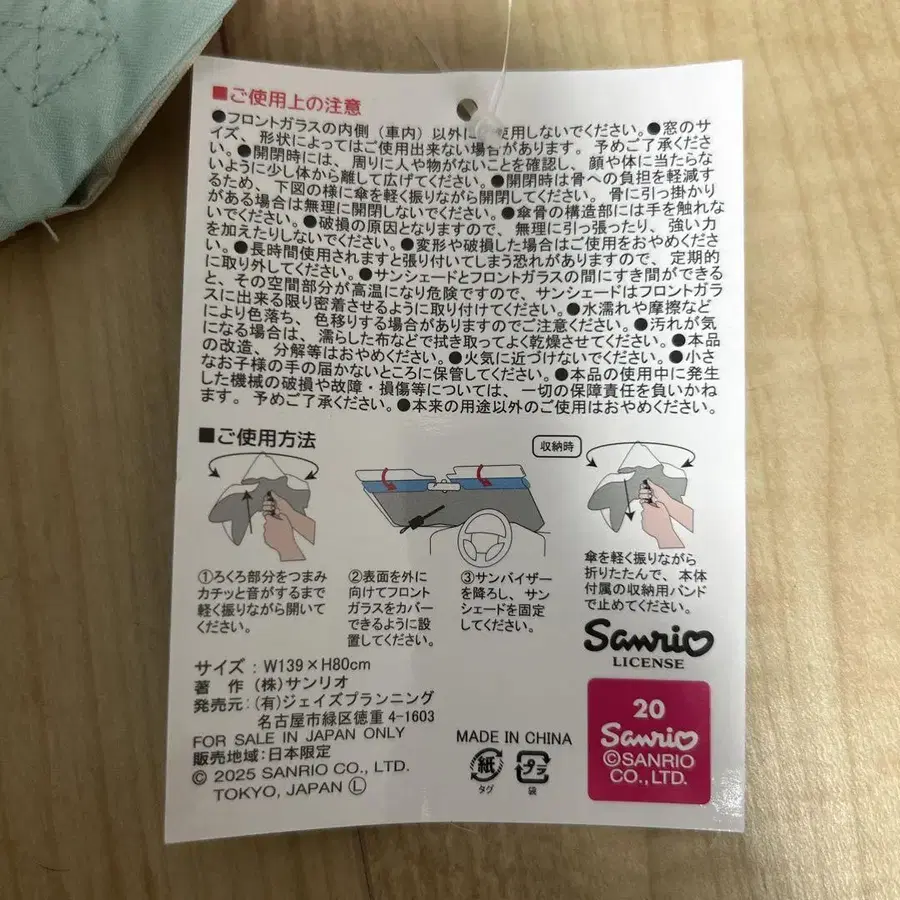 ■ご使用上の注意
●フロントガラスの内側（車内）以外に 使用しないでください。●窓のサ
イズ、形状によってはご使用出来ない場合があります。予めご了承くださ
い。●開閉時には、周りに人や物がないことを確認し、顔や体に当たらな
いように少し体から離して広げてください。●開閉時は骨への負担を軽減す
るため、下図の様に傘を軽く振りながら開閉してください。骨に引っ掛かり
がある場合は無理に開閉しないでください。●傘骨の構造部には手を触れな
いでください。●破損の原因となりますので、無理に引っ張ったり、強い力
を加えたりしないでください。●変形や破損した場合はご使用をおやめくださ
い。●長時間使用されますと張り付いてしまう恐れがありますので、定期的
に取り外してください。●サンシェードとフロントガラスの間にすき間ができる
と、その空間部分が高温になり危険ですので、サンシェードはフロントガラ
スに出来る限り密着させるように取り付けてください。●水濡れや摩擦など
により色落ち、色移りする場合がありますのでご注意ください。●汚れが気
になる場合は、濡らした布などで拭き取ってよく乾燥させてください。●本品
の改造、分解等はおやめください。●火気に近づけないでください。●小さ
なお子様の手の届かないところに保管してください。●本品の使用中に発生
した機械の破損や故障・損傷等については、一切の保障責任を負いかね
ます。予めご了承ください。●本来の用途以外のご使用はおやめください。
■ご使用方法
収納時
①ろくろ部分をつまみ
カチッと音がするまで
軽く振りながら開いて
ください。
②表面を外に
向けてフロント
ガラスをカバー
できるように設
置してください。
③サンバイザー
を降ろし、サン
シェードを固定
してください。
傘を軽く振りながら
折りたたんで、本体
付属の収納用バンド
で止めてください。
Sanrio
LICENSE
サイズ：W139×H80cm
著 作 （株）サンリオ
発売元：（有）ジェイズプランニング
名古屋市緑区徳重 4-1603
FOR SALE IN JAPAN ONLY
販売地域：日本限定
© 2025 SANRIO CO., LTD.
TOKYO, JAPAN Ⓛ
MADE IN CHINA
紙 プラ
タグ 袋
20
Sanrio
©SANRIO
CO.,LTD.